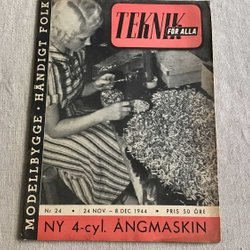 TEKNIK
FÖR ALLA
MODELLBYGGE · HÄNDIGT FOLK
Nr 24 · 24 NOV. – 8 DEC 1944 · PRIS 50 ÖRE
NY 4-cyl. ÅNGMASKIN